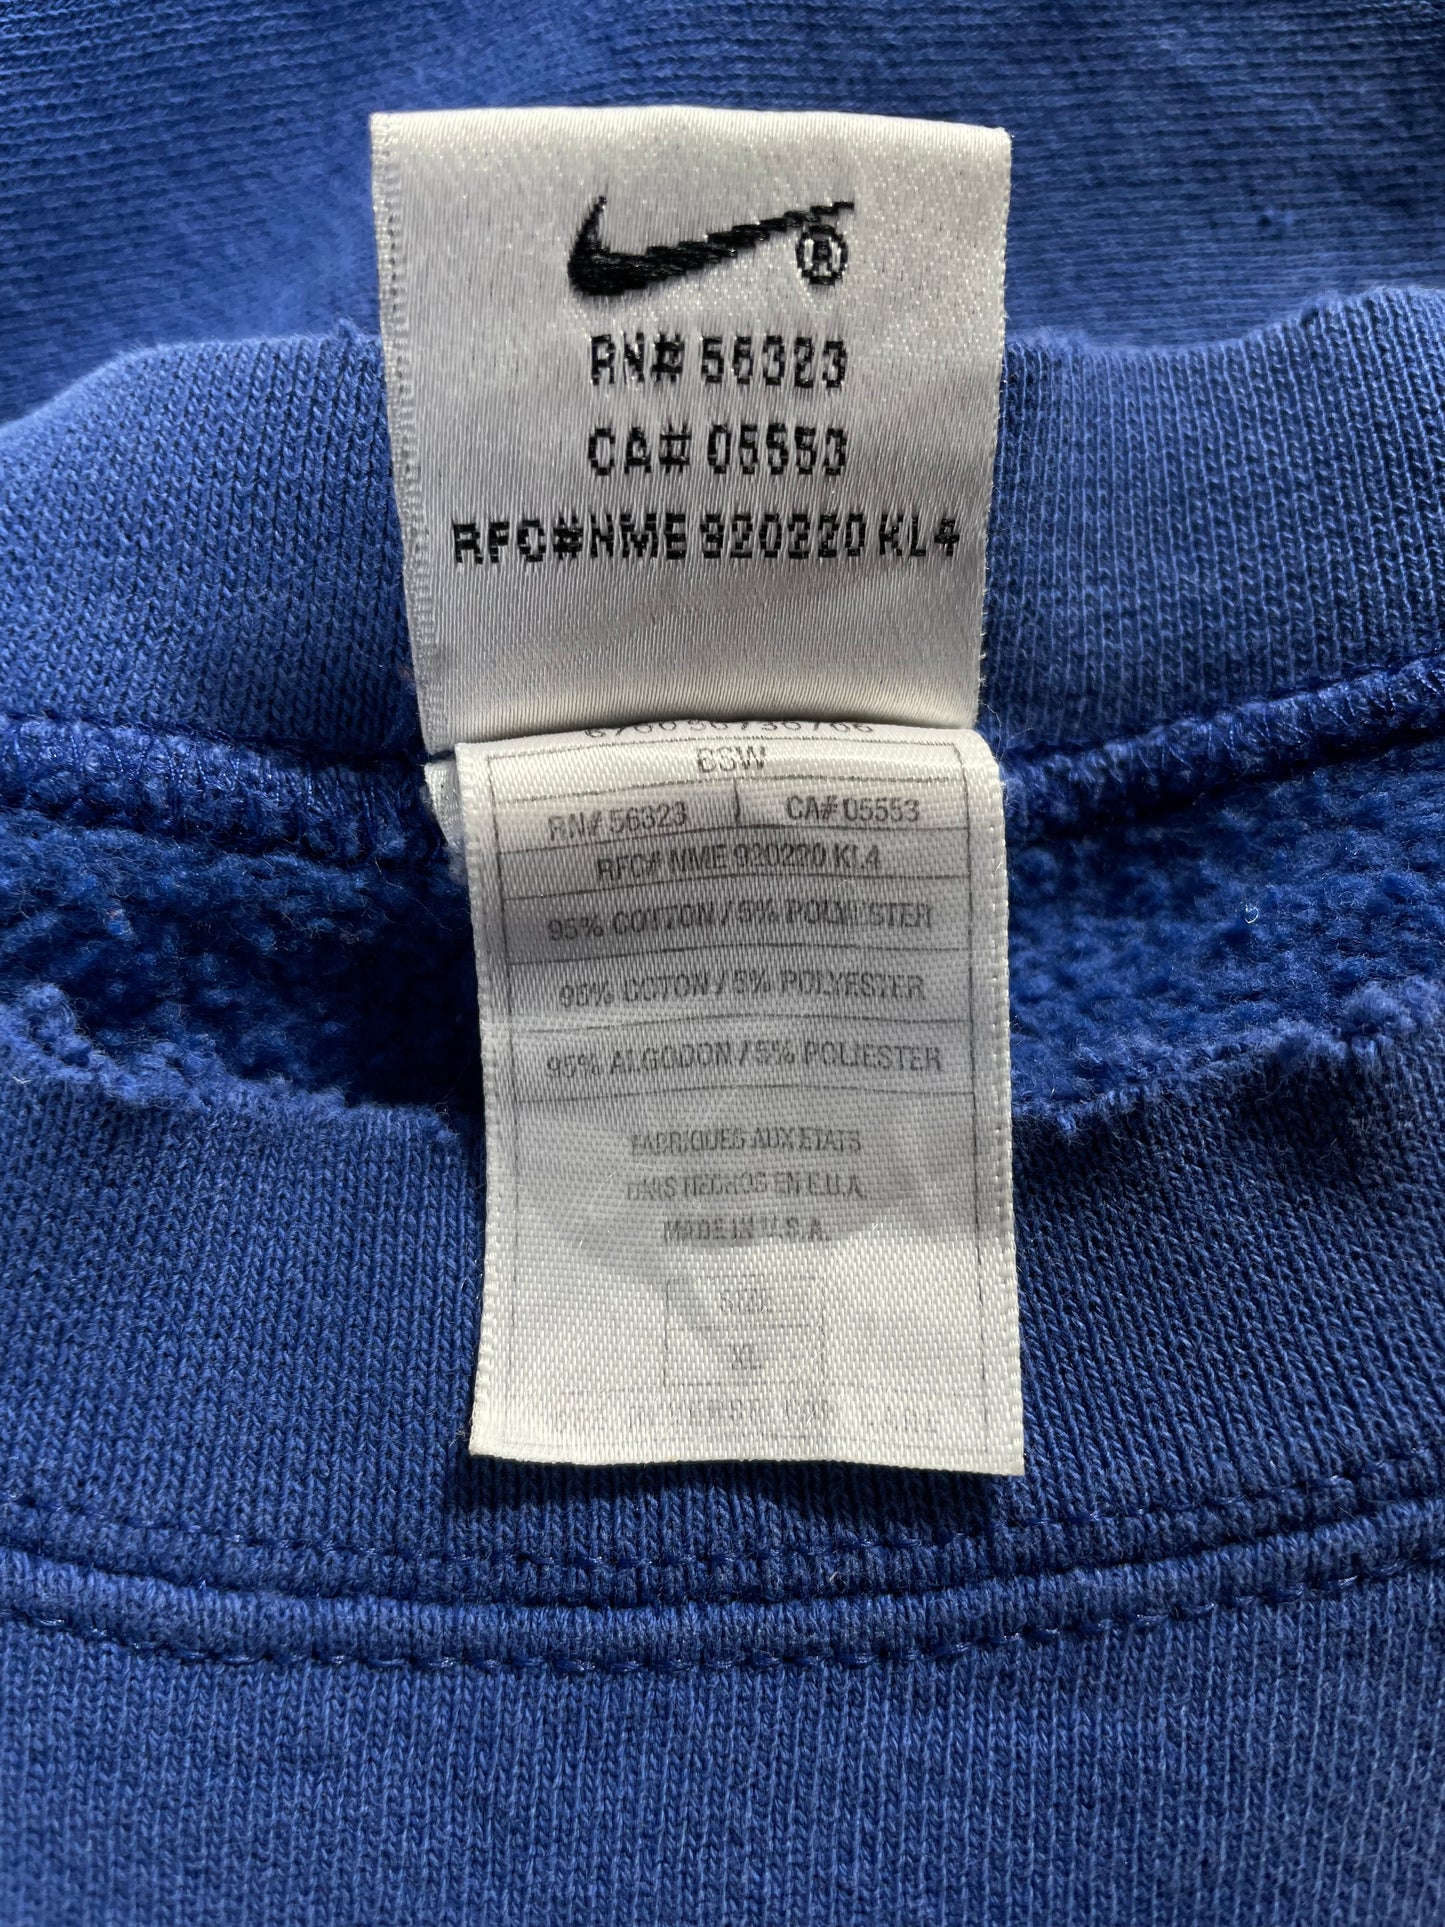 ®
RN# 56323
CA# 05553
RFC#NME 920220 KL4
BSW
RN# 56323 CA# 05553
RFC# NME 920220 KL4
95% COTTON / 5% POLYESTER
95% COTON / 5% POLYESTER
95% ALGODON / 5% POLIESTER
FABRIQUES AUX ETATS
UNIS HECHOS EN E.U.A.
MADE IN U.S.A.
SIZE
XL